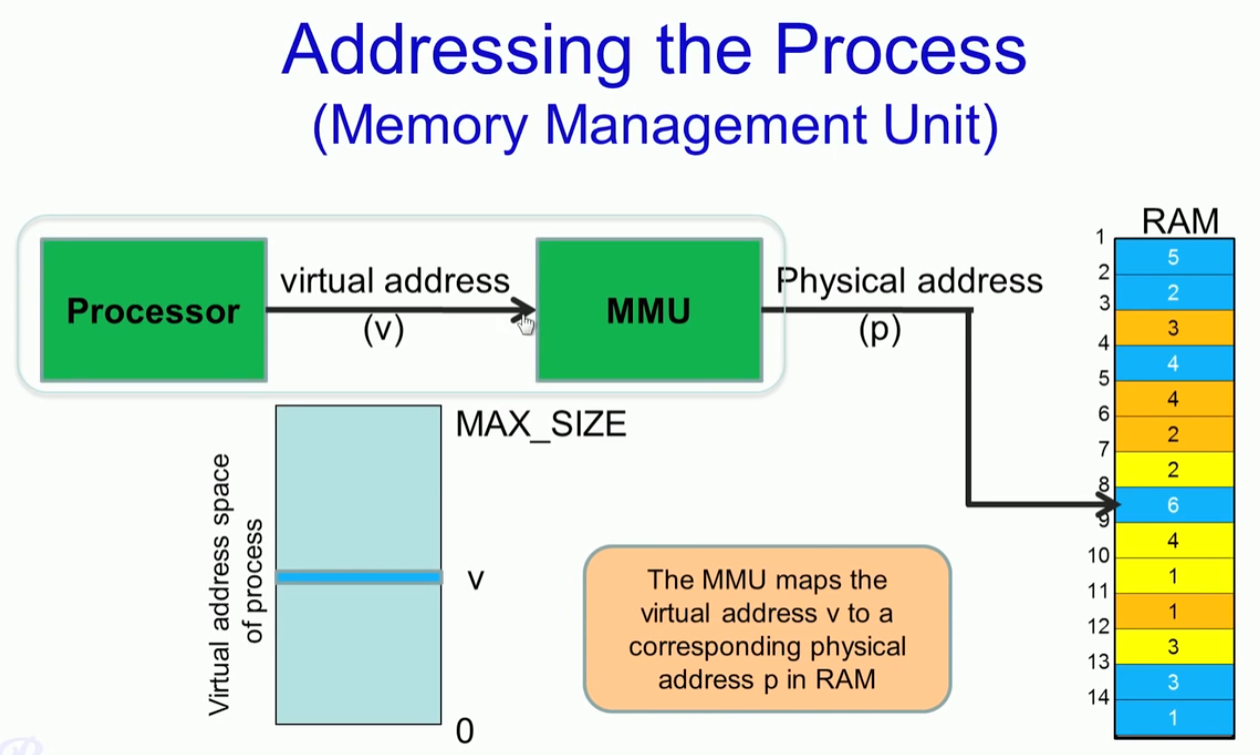 Addressing the Process
(Memory Management Unit)
Processor
virtual address
(v)
MMU
Physical address
(p)
RAM
1
2
3
4
5
6
7
8
9
10
11
12
13
14
5
2
3
4
4
2
2
6
4
1
1
3
3
1
Virtual address space
of process
MAX_SIZE
v
0
The MMU maps the
virtual address v to a
corresponding physical
address p in RAM